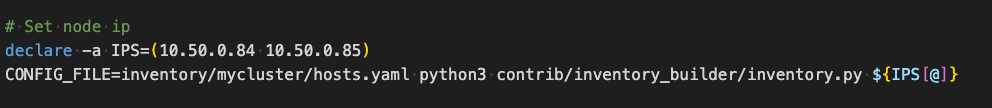 # Set node ip
declare -a IPS=(10.50.0.84 10.50.0.85)
CONFIG_FILE=inventory/mycluster/hosts.yaml python3 contrib/inventory_builder/inventory.py ${IPS[@]}